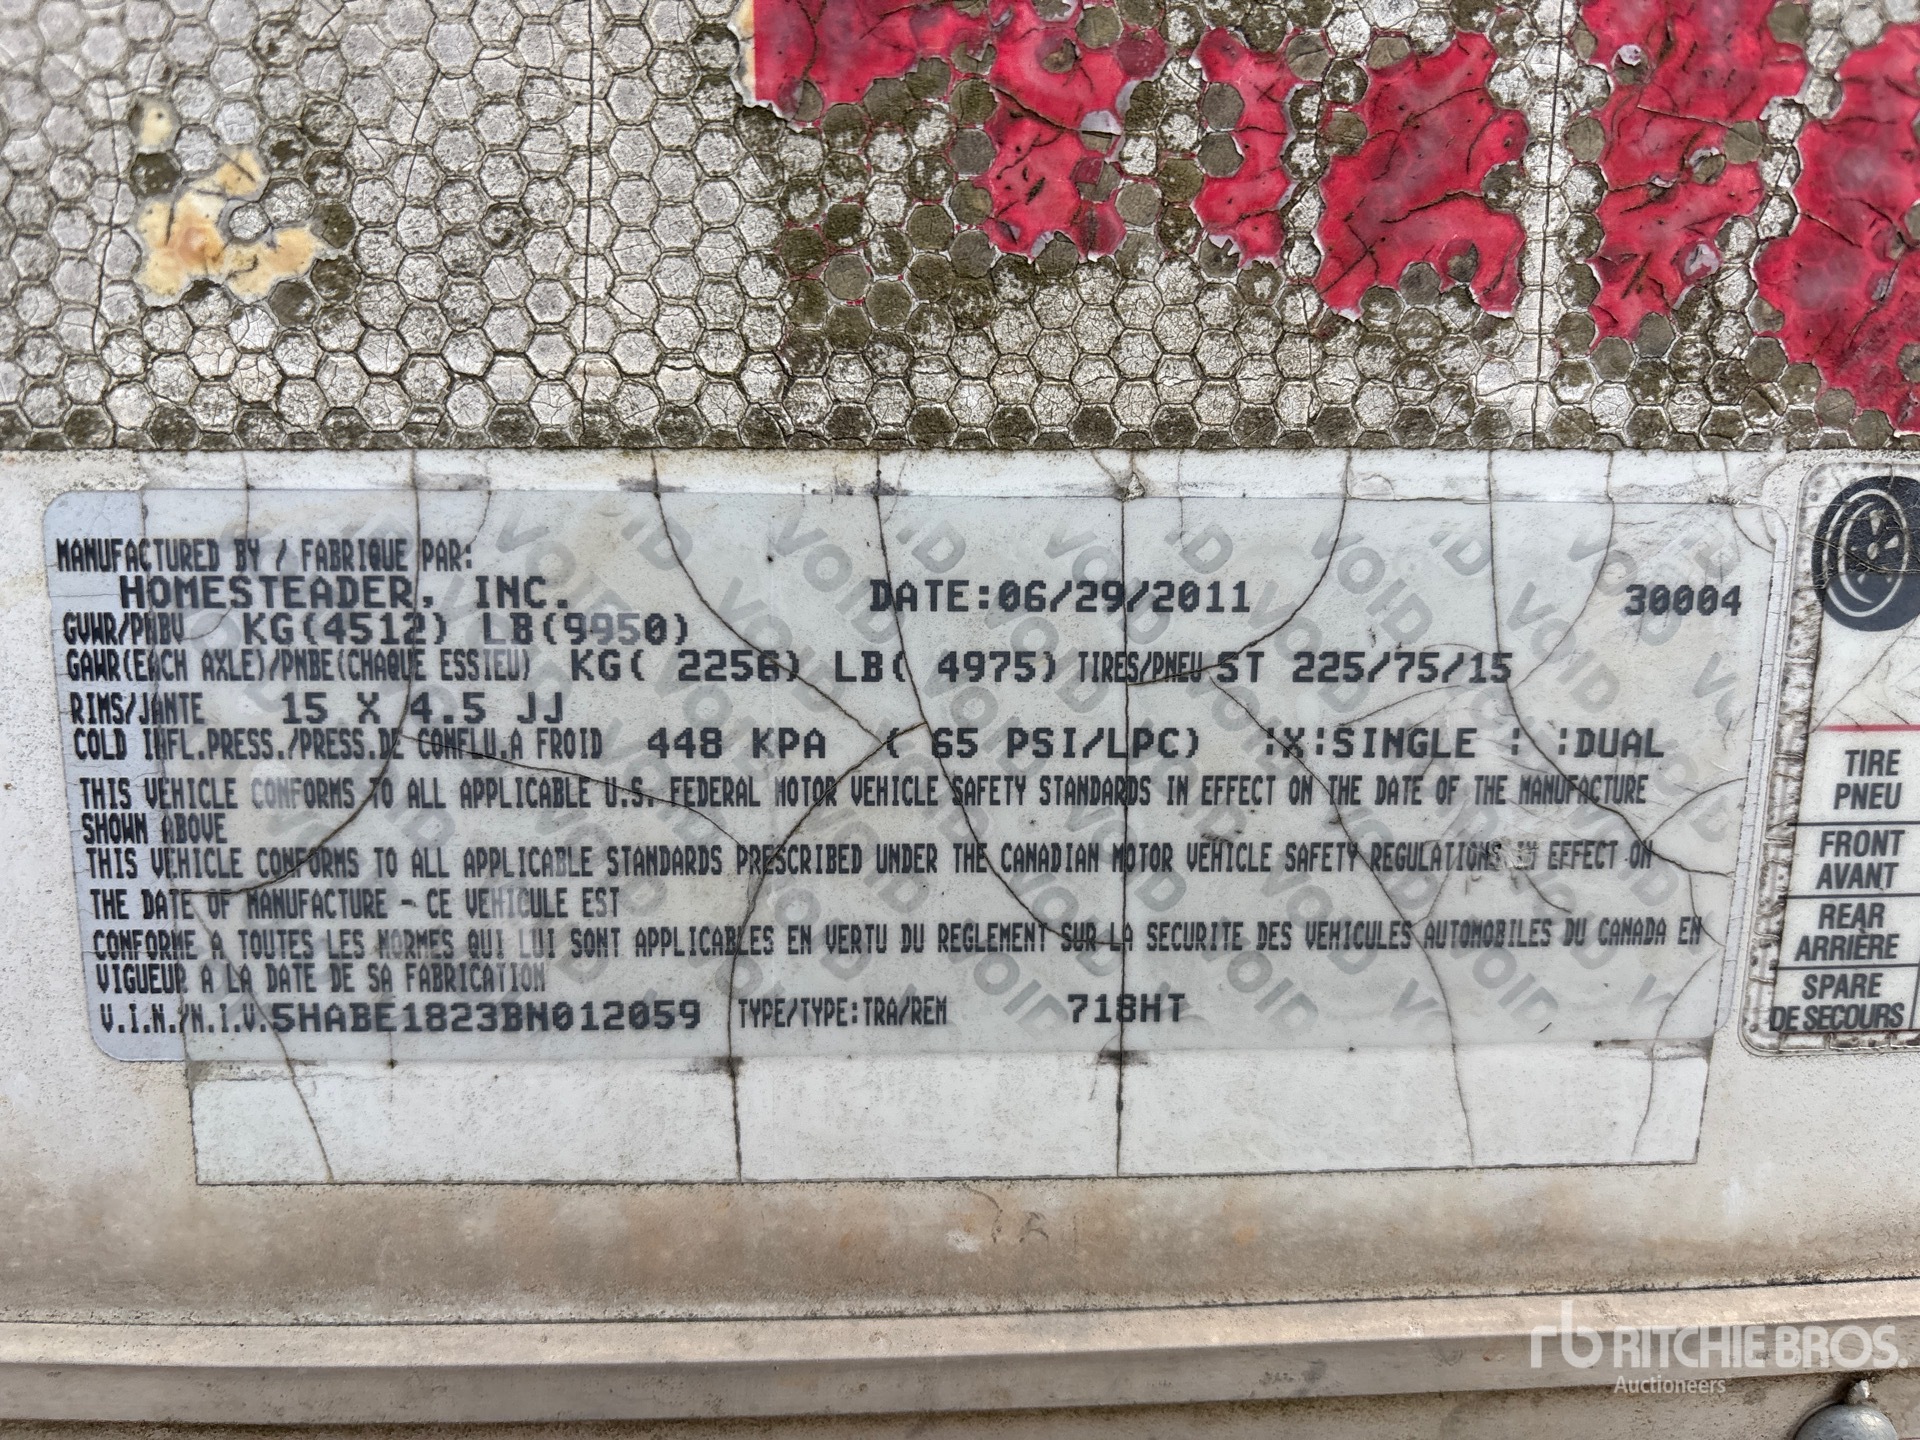 MANUFACTURED BY / FABRIQUE PAR:
HOMESTEADER, INC. DATE:06/29/2011 30004
GVWR/PNBV KG(4512) LB(9950)
GAWR(EACH AXLE)/PNBE(CHAQUE ESSIEU) KG( 2256) LB( 4975) TIRES/PNEU ST 225/75/15
RIMS/JANTE 15 X 4.5 JJ
COLD INFL.PRESS./PRESS.DE CONFLU.A FROID 448 KPA ( 65 PSI/LPC) :X:SINGLE : :DUAL
THIS VEHICLE CONFORMS TO ALL APPLICABLE U.S. FEDERAL MOTOR VEHICLE SAFETY STANDARDS IN EFFECT ON THE DATE OF THE MANUFACTURE
SHOWN ABOVE
THIS VEHICLE CONFORMS TO ALL APPLICABLE STANDARDS PRESCRIBED UNDER THE CANADIAN MOTOR VEHICLE SAFETY REGULATIONS IN EFFECT ON
THE DATE OF MANUFACTURE - CE VEHICULE EST
CONFORME A TOUTES LES NORMES QUI LUI SONT APPLICABLES EN VERTU DU REGLEMENT SUR LA SECURITE DES VEHICULES AUTOMOBILES DU CANADA EN
VIGUEUR A LA DATE DE SA FABRICATION
V.I.N./N.I.V.5HABE1823BN012059 TYPE/TYPE:TRA/REM 718HT
TIRE
PNEU
FRONT
AVANT
REAR
ARRIÈRE
SPARE
DE SECOURS
rb RITCHIE BROS.
Auctioneers